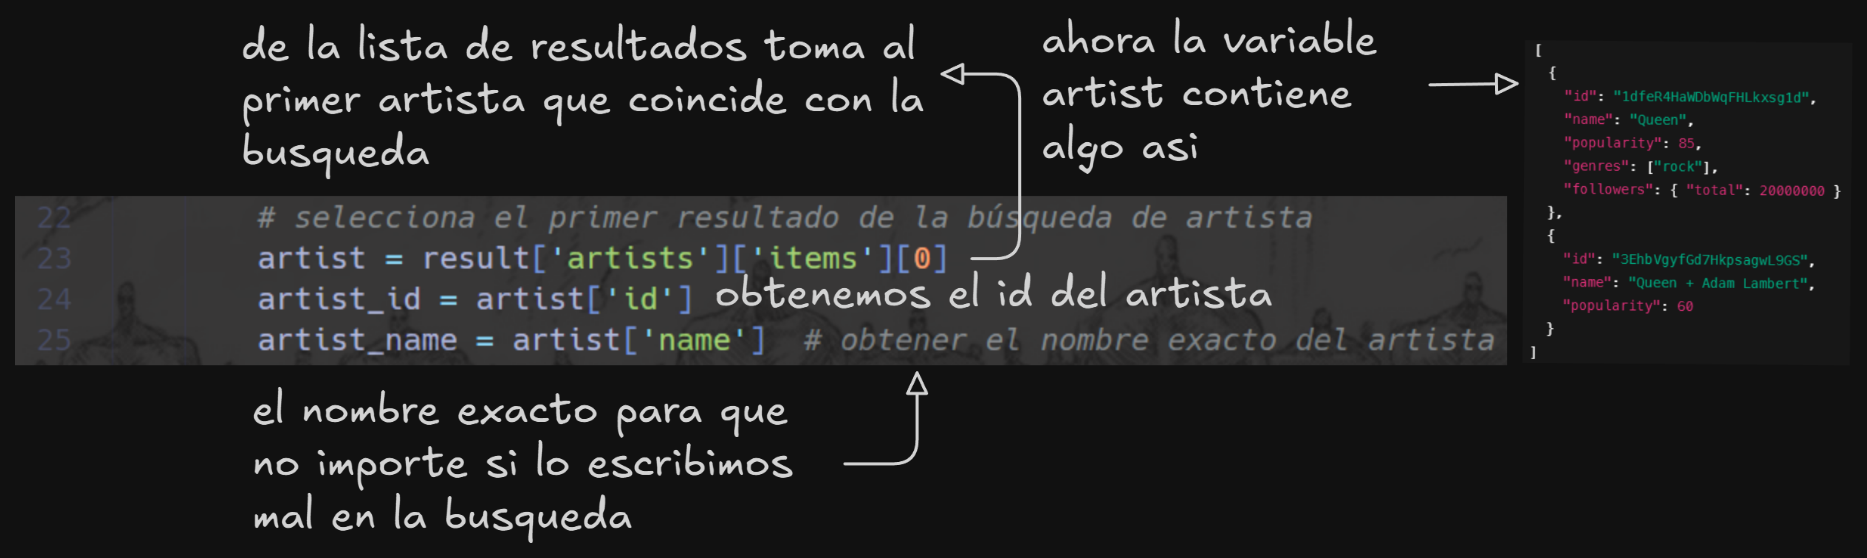 de la lista de resultados toma al
primer artista que coincide con la
busqueda
ahora la variable
artist contiene
algo asi
[
{
"id": "1dfeR4HaWDbWqFHLkxsg1d",
"name": "Queen",
"popularity": 85,
"genres": ["rock"],
"followers": { "total": 20000000 }
},
{
"id": "3EhbVgyfGd7HkpsagwL9GS",
"name": "Queen + Adam Lambert",
"popularity": 60
}
]
22 # selecciona el primer resultado de la búsqueda de artista
23 artist = result['artists']['items'][0]
24 artist_id = artist['id'] obtenemos el id del artista
25 artist_name = artist['name'] # obtener el nombre exacto del artista
el nombre exacto para que
no importe si lo escribimos
mal en la busqueda